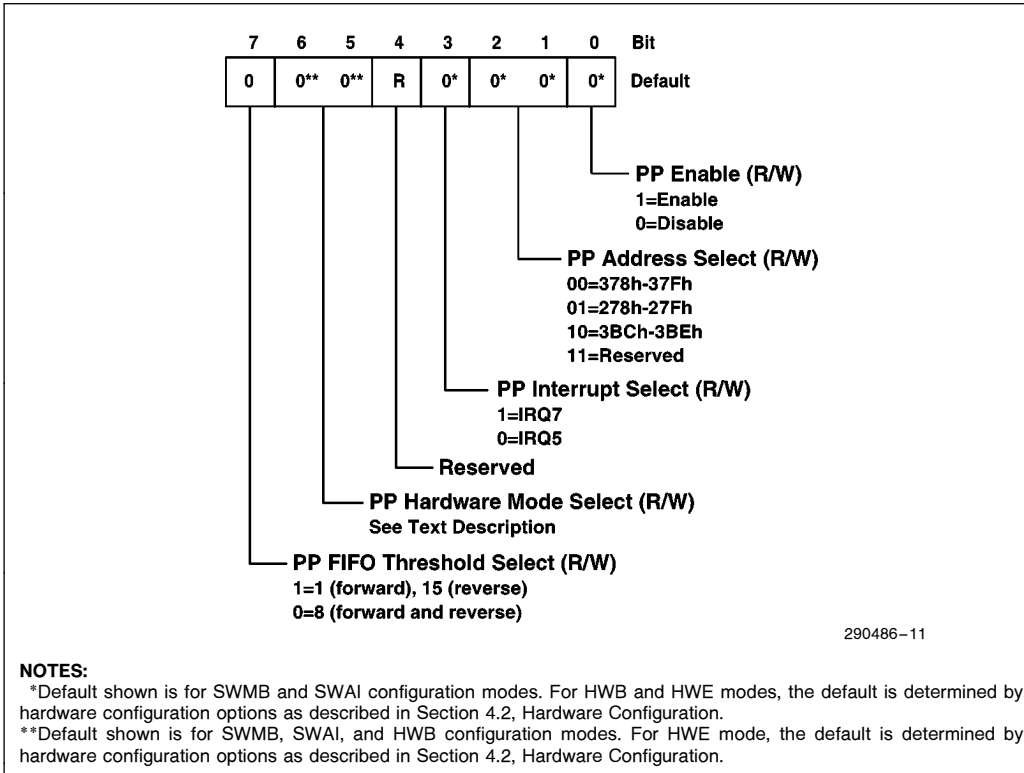 7 6 5 4 3 2 1 0 Bit
0 0** 0** R 0* 0* 0* 0* Default
PP Enable (R/W)
1=Enable
0=Disable
PP Address Select (R/W)
00=378h-37Fh
01=278h-27Fh
10=3BCh-3BEh
11=Reserved
PP Interrupt Select (R/W)
1=IRQ7
0=IRQ5
Reserved
PP Hardware Mode Select (R/W)
See Text Description
PP FIFO Threshold Select (R/W)
1=1 (forward), 15 (reverse)
0=8 (forward and reverse)
290486–11
NOTES:
*Default shown is for SWMB and SWAI configuration modes. For HWB and HWE modes, the default is determined by
hardware configuration options as described in Section 4.2, Hardware Configuration.
**Default shown is for SWMB, SWAI, and HWB configuration modes. For HWE mode, the default is determined by
hardware configuration options as described in Section 4.2, Hardware Configuration.